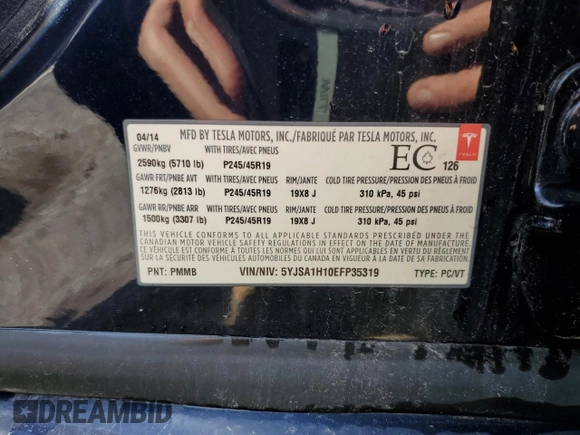 04/14 MFD BY TESLA MOTORS, INC./FABRIQUÉ PAR TESLA MOTORS, INC.
GVWR/PNBV WITH TIRES/AVEC PNEUS
2590kg (5710 lb) P245/45R19 EC 126 TESLA
GAWR FRT/PNBE AVT WITH TIRES/AVEC PNEUS RIM/JANTE COLD TIRE PRESSURE/PRESSION DES PNEUS À FROID
1276kg (2813 lb) P245/45R19 19X8 J 310 kPa, 45 psi
GAWR RR/PNBE ARR WITH TIRES/AVEC PNEUS RIM/JANTE COLD TIRE PRESSURE/PRESSION DES PNEUS À FROID
1500kg (3307 lb) P245/45R19 19X8 J 310 kPa, 45 psi
THIS VEHICLE CONFORMS TO ALL APPLICABLE STANDARDS PRESCRIBED UNDER THE
CANADIAN MOTOR VEHICLE SAFETY REGULATIONS IN EFFECT ON THE DATE OF MANUFACTURE
CE VÉHICULE EST CONFORME À TOUTES LES NORMES QUI LUI SONT APPLICABLES EN VERTU DU
RÈGLEMENT SUR LA SÉCURITÉ DES VÉHICULES AUTOMOBILES DU CANADA EN VIGUEUR À LA
DATE DE SA FABRICATION
PNT: PMMB VIN/NIV: 5YJSA1H10EFP35319 TYPE: PC/VT
DREAMBID